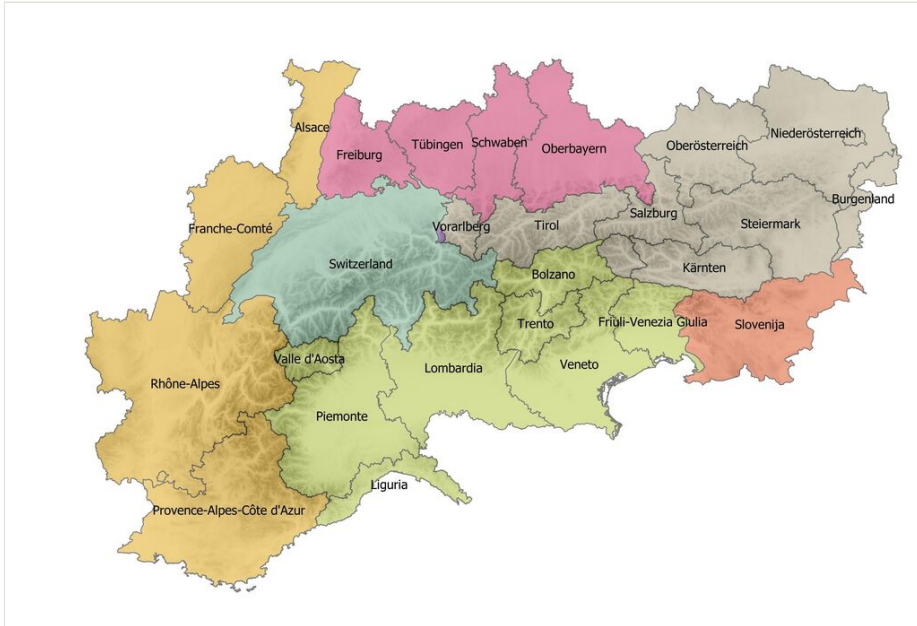 Alsace
Freiburg
Tübingen
Schwaben
Oberbayern
Oberösterreich
Niederösterreich
Burgenland
Franche-Comté
Vorarlberg
Tirol
Salzburg
Steiermark
Switzerland
Bolzano
Kärnten
Trento
Friuli-Venezia Giulia
Slovenija
Valle d'Aosta
Rhône-Alpes
Lombardia
Veneto
Piemonte
Liguria
Provence-Alpes-Côte d'Azur